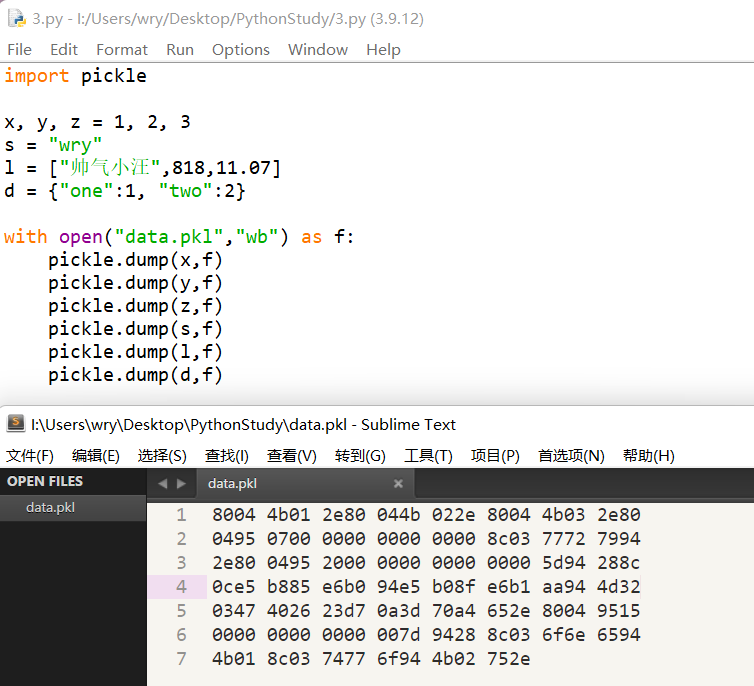 3.py - I:/Users/wry/Desktop/PythonStudy/3.py (3.9.12)
File Edit Format Run Options Window Help
import pickle
x, y, z = 1, 2, 3
s = "wry"
l = ["帅气小汪",818,11.07]
d = {"one":1, "two":2}
with open("data.pkl","wb") as f:
    pickle.dump(x,f)
    pickle.dump(y,f)
    pickle.dump(z,f)
    pickle.dump(s,f)
    pickle.dump(l,f)
    pickle.dump(d,f)
I:\Users\wry\Desktop\PythonStudy\data.pkl - Sublime Text
文件(F) 编辑(E) 选择(S) 查找(I) 查看(V) 转到(G) 工具(T) 项目(P) 首选项(N) 帮助(H)
OPEN FILES
data.pkl
data.pkl
1 8004 4b01 2e80 044b 022e 8004 4b03 2e80
2 0495 0700 0000 0000 0000 8c03 7772 7994
3 2e80 0495 2000 0000 0000 0000 5d94 288c
4 0ce5 b885 e6b0 94e5 b08f e6b1 aa94 4d32
5 0347 4026 23d7 0a3d 70a4 652e 8004 9515
6 0000 0000 0000 007d 9428 8c03 6f6e 6594
7 4b01 8c03 7477 6f94 4b02 752e